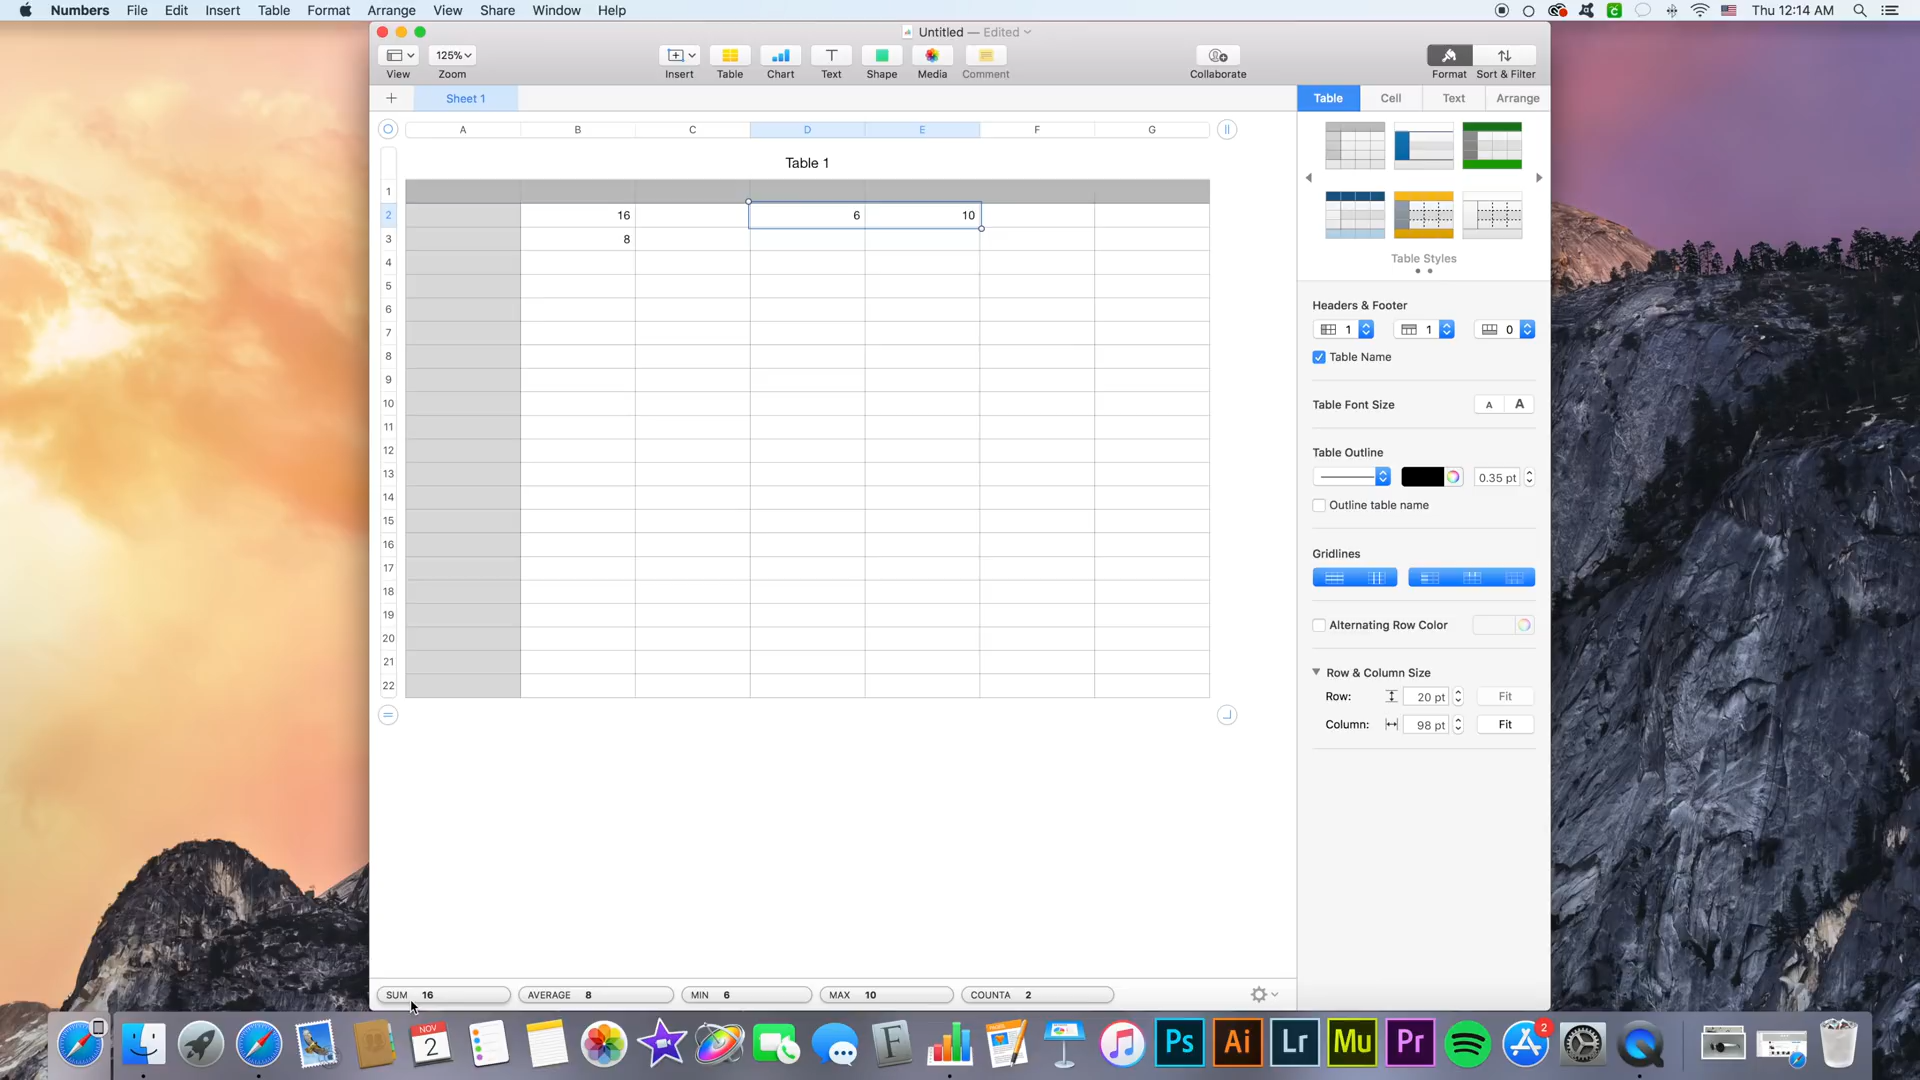 Numbers File Edit Insert Table Format Arrange View Share Window Help Thu 12:14 AM
Untitled — Edited
125%
View Zoom Insert Table Chart Text Shape Media Comment Collaborate Format Sort & Filter
Sheet 1 Table Cell Text Arrange
A B C D E F G
Table 1
1
2 16 6 10
3 8
4
5
6
7
8
9
10
11
12
13
14
15
16
17
18
19
20
21
22
Table Styles
Headers & Footer
1 1 0
Table Name
Table Font Size A A
Table Outline
0.35 pt
Outline table name
Gridlines
Alternating Row Color
Row & Column Size
Row: 20 pt Fit
Column: 98 pt Fit
SUM 16 AVERAGE 8 MIN 6 MAX 10 COUNTA 2
NOV
2
F Ps Ai Lr Mu Pr 2